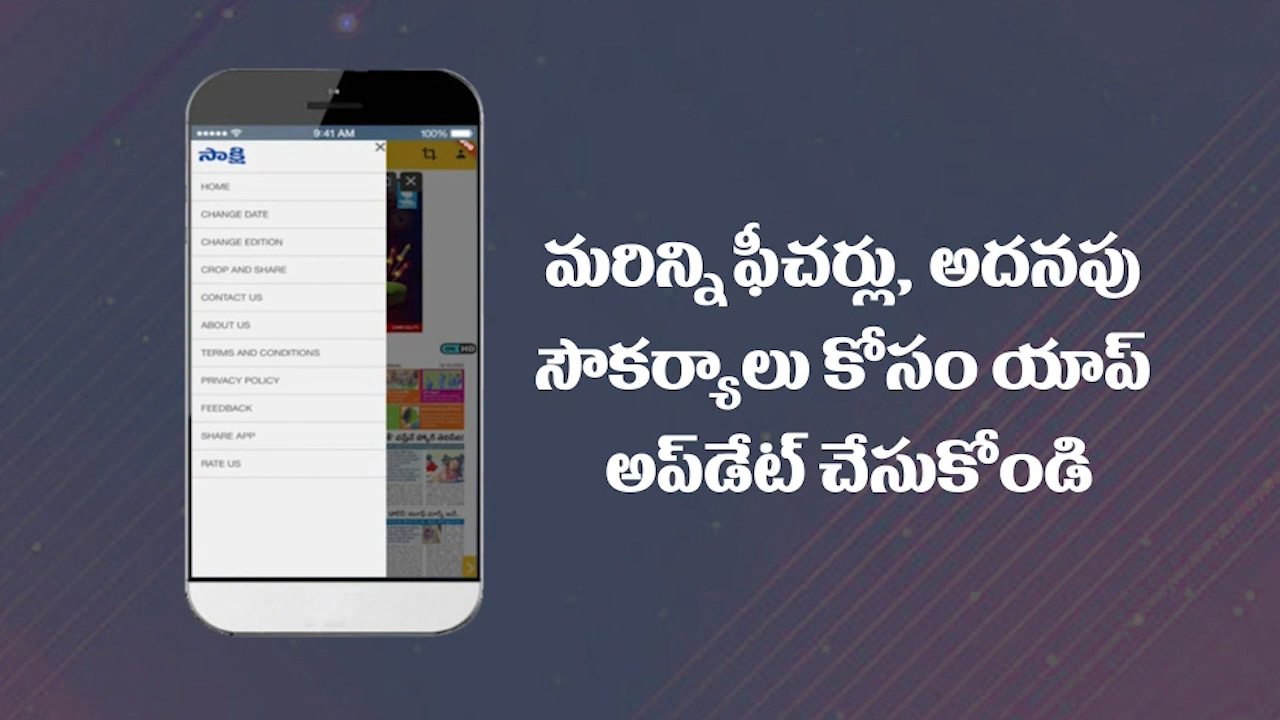 9:41 AM
100%
సాక్షి
HOME
CHANGE DATE
CHANGE EDITION
CROP AND SHARE
CONTACT US
ABOUT US
TERMS AND CONDITIONS
PRIVACY POLICY
FEEDBACK
SHARE APP
RATE US
HD
మరిన్ని ఫీచర్లు, అదనపు
సౌకర్యాలు కోసం యాప్
అప్‌డేట్ చేసుకోండి